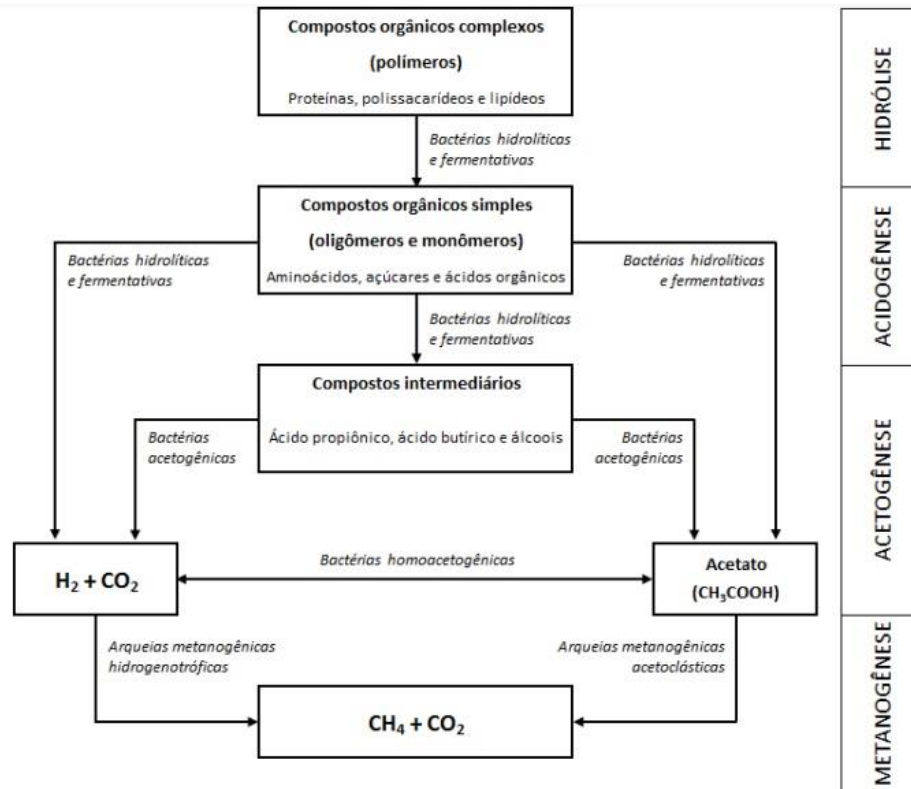 Compostos orgânicos complexos
(polímeros)
Proteínas, polissacarídeos e lipídeos
HIDRÓLISE
Bactérias hidrolíticas
e fermentativas
Compostos orgânicos simples
(oligômeros e monômeros)
Aminoácidos, açúcares e ácidos orgânicos
Bactérias hidrolíticas
e fermentativas
Bactérias hidrolíticas
e fermentativas
ACIDOGÊNESE
Bactérias hidrolíticas
e fermentativas
Compostos intermediários
Ácido propiônico, ácido butírico e álcoois
Bactérias
acetogênicas
Bactérias
acetogênicas
ACETOGÊNESE
H₂ + CO₂
Bactérias homoacetogênicas
Acetato
(CH₃COOH)
Arqueias metanogênicas
hidrogenotróficas
Arqueias metanogênicas
acetoclásticas
METANOGÊNESE
CH₄ + CO₂